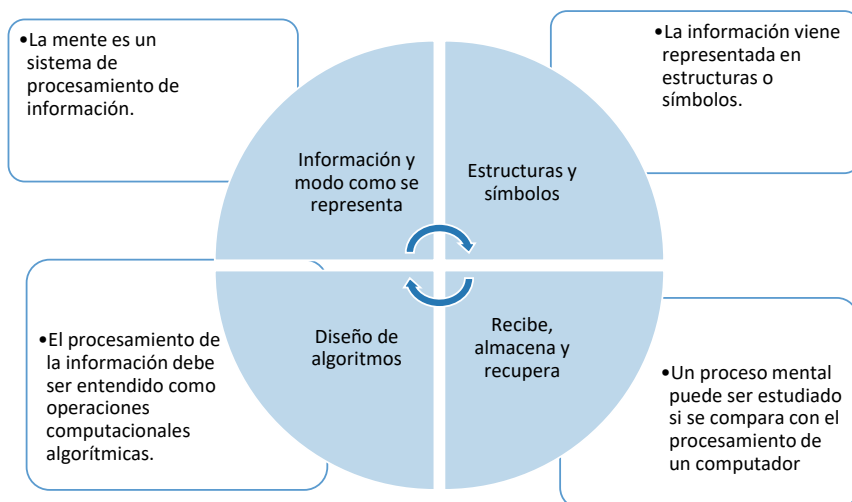 •La mente es un
sistema de
procesamiento de
información.
•La información viene
representada en
estructuras o
símbolos.
Información y
modo como se
representa
Estructuras y
símbolos
Diseño de
algoritmos
Recibe,
almacena y
recupera
•El procesamiento de
la información debe
ser entendido como
operaciones
computacionales
algorítmicas.
•Un proceso mental
puede ser estudiado
si se compara con el
procesamiento de
un computador